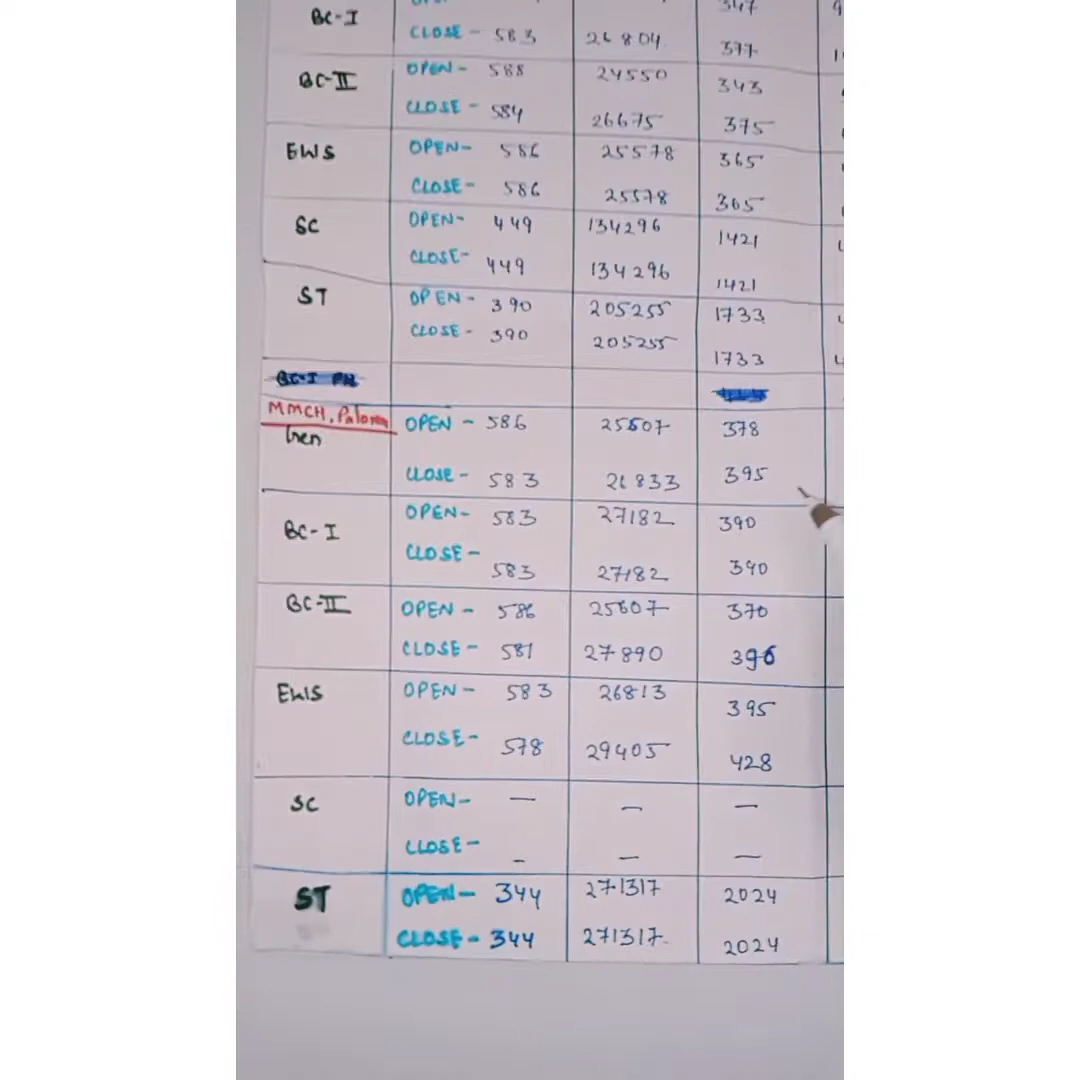 347
BC-I CLOSE - 583 26804 377
BC-II OPEN - 588 24550 343
CLOSE - 584 26675 375
EWS OPEN - 586 25578 365
CLOSE - 586 25578 365
SC OPEN - 449 134296 1421
CLOSE - 449 134296 1421
ST OPEN - 390 205255 1733
CLOSE - 390 205255 1733
MMCH, Palamu
Gen OPEN - 586 25607 378
CLOSE - 583 26833 395
BC-I OPEN - 583 27182 390
CLOSE - 583 27182 390
BC-II OPEN - 586 25607 370
CLOSE - 581 27890 396
EWS OPEN - 583 26813 395
CLOSE - 578 29405 428
SC OPEN - — — —
CLOSE - — — —
ST OPEN - 344 271317 2024
CLOSE - 344 271317 2024